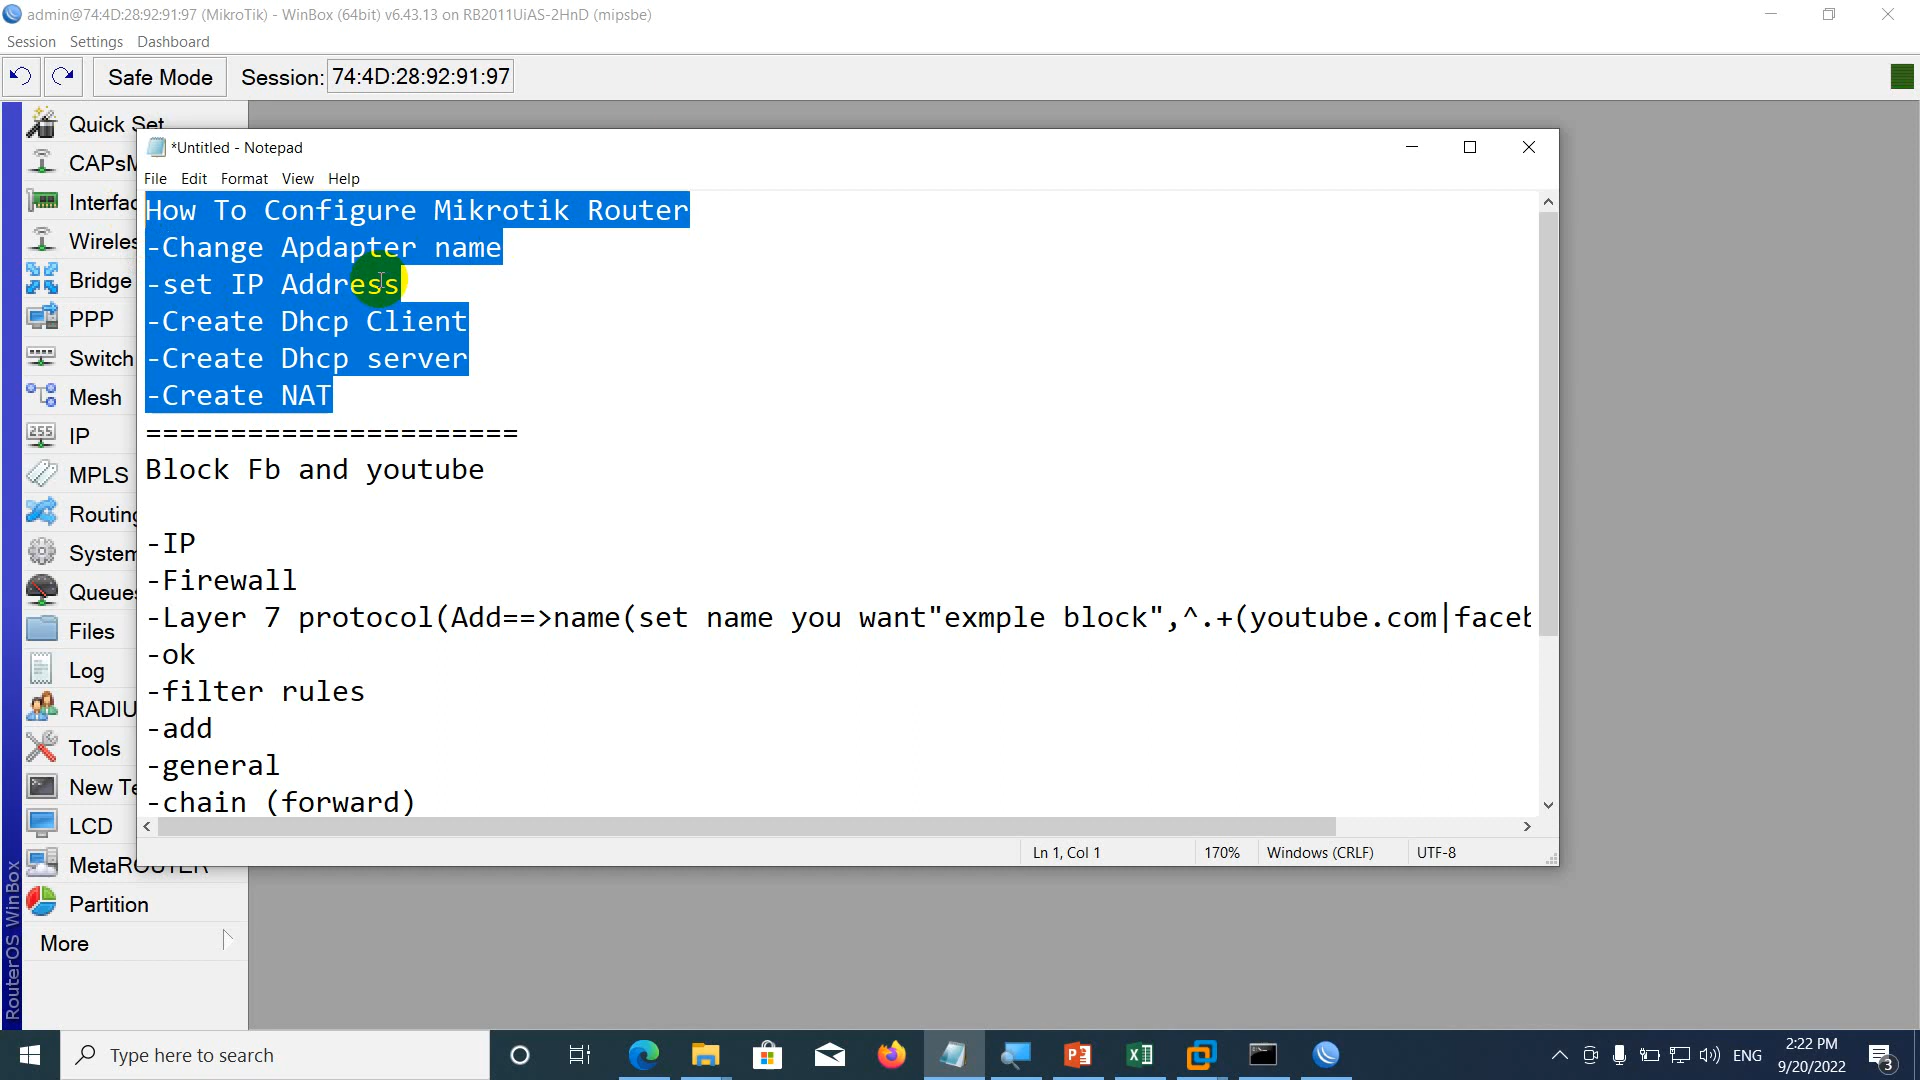 admin@74:4D:28:92:91:97 (MikroTik) - WinBox (64bit) v6.43.13 on RB2011UiAS-2HnD (mipsbe)
Session Settings Dashboard
Safe Mode Session: 74:4D:28:92:91:97
Quick Set
*Untitled - Notepad
File Edit Format View Help
How To Configure Mikrotik Router
-Change Apdapter name
-set IP Address
-Create Dhcp Client
-Create Dhcp server
-Create NAT
======================
Block Fb and youtube
-IP
-Firewall
-Layer 7 protocol(Add==>name(set name you want"exmple block",^.+(youtube.com|faceb
-ok
-filter rules
-add
-general
-chain (forward)
Ln 1, Col 1 170% Windows (CRLF) UTF-8
Bridge
PPP
Switch
Mesh
255
IP
MPLS
Routing
System
Queues
Files
Log
RADIU
Tools
New Te
LCD
MetaROUTER
Partition
More
RouterOS WinBox
Type here to search
ENG
2:22 PM
9/20/2022
3